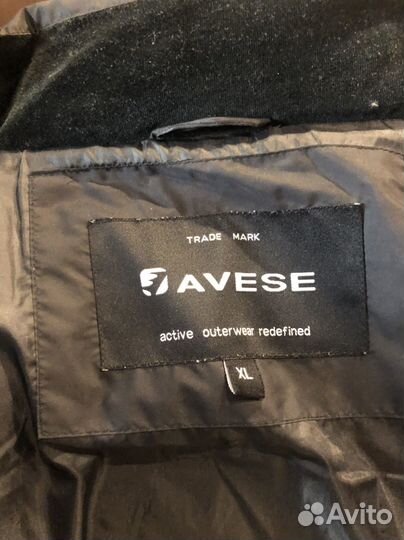 TRADE MARK
AVESE
active outerwear redefined
XL
Avito